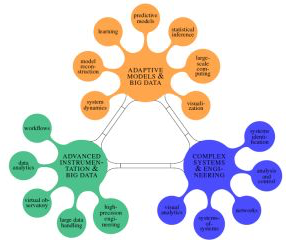 predictive
models
learning
statistical
inference
model recon-
struction
large-
scale com-
puting
ADAPTIVE
MODELS &
BIG DATA
system
dynamics
visuali-
zation
workflows
systems
identi-
fication
data
analytics
ADVANCED
INSTRUMEN-
TATION &
BIG DATA
COMPLEX
SYSTEMS
& ENGI-
NEERING
analysis
and control
virtual ob-
servatory
large data
handling
high-
precision
engi-
neering
visual
analytics
systems-
of-
systems
networks